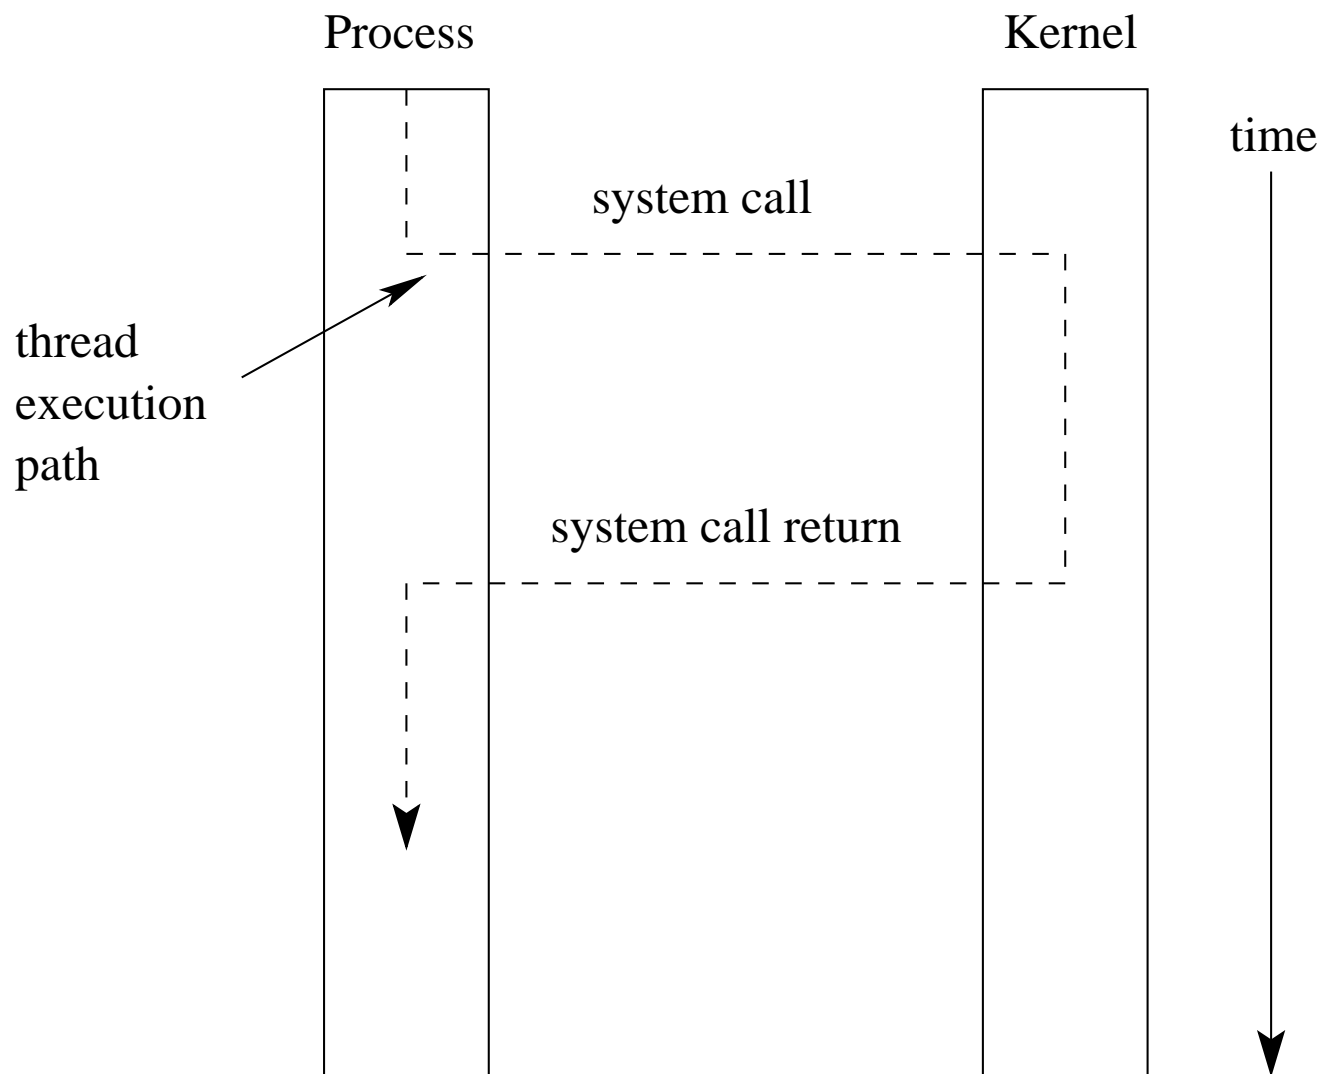 Process
Kernel
time
system call
thread
execution
path
system call return